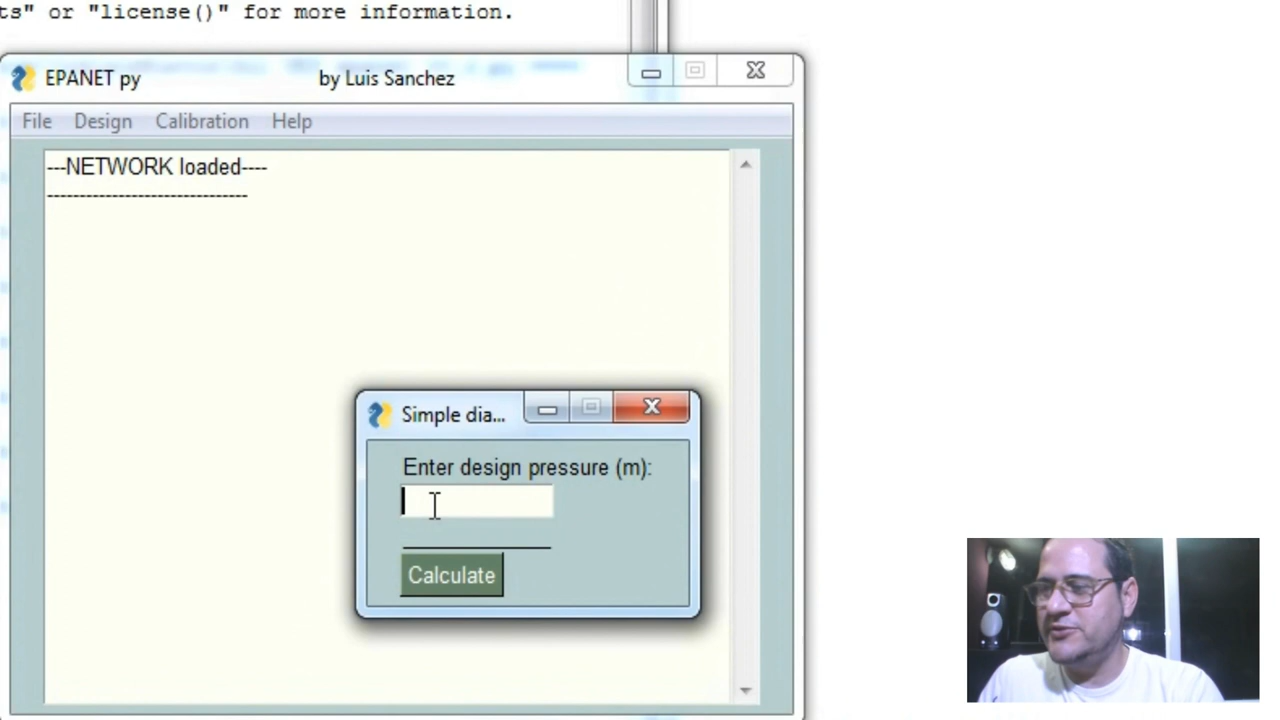 ts" or "license()" for more information.
EPANET py by Luis Sanchez
File Design Calibration Help
---NETWORK loaded----
-------------------------------
Simple dia...
Enter design pressure (m):
Calculate